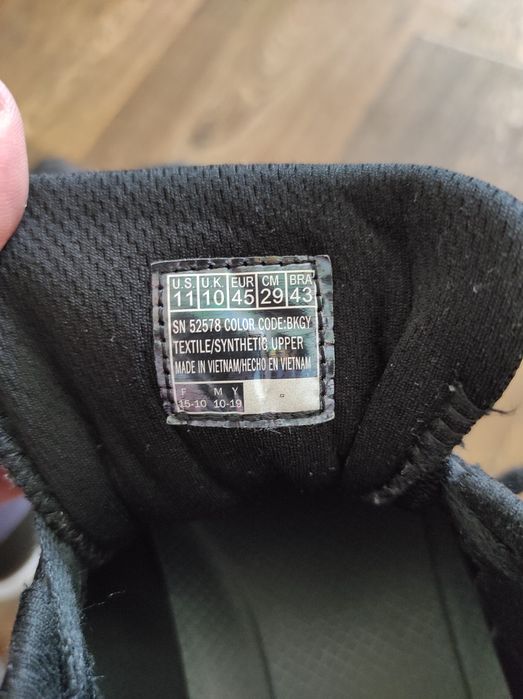 U.S. U.K. EUR CM BRA
11 10 45 29 43
SN 52578 COLOR CODE:BKGY
TEXTILE/SYNTHETIC UPPER
MADE IN VIETNAM/HECHO EN VIETNAM
F M Y
15-10 10-19